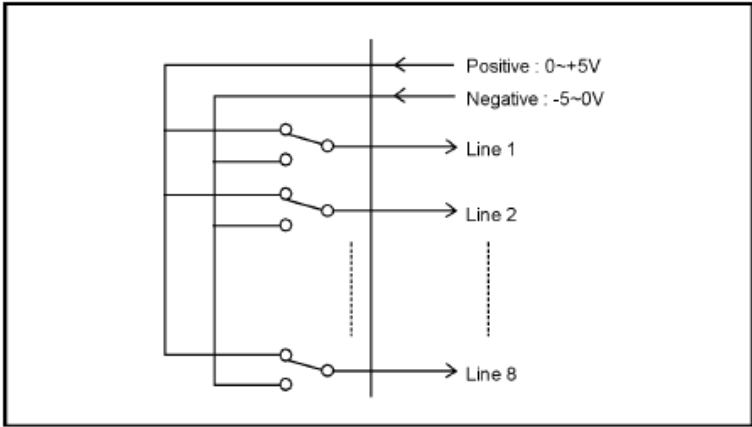 Positive : 0~+5V
Negative : -5~0V
Line 1
Line 2
Line 8